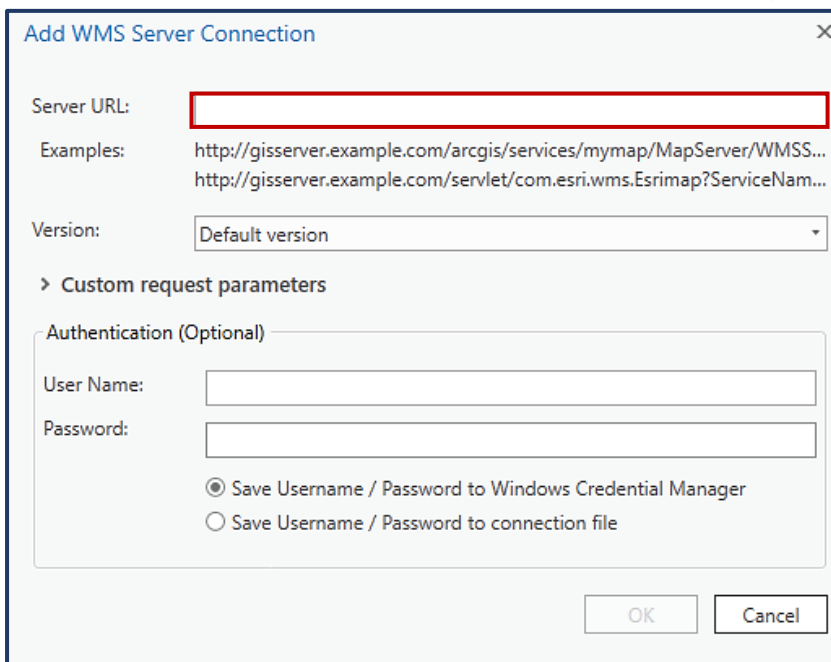 Add WMS Server Connection
Server URL:
Examples:
http://gisserver.example.com/arcgis/services/mymap/MapServer/WMSS...
http://gisserver.example.com/servlet/com.esri.wms.Esrimap?ServiceNam...
Version:
Default version
Custom request parameters
Authentication (Optional)
User Name:
Password:
Save Username / Password to Windows Credential Manager
Save Username / Password to connection file
OK
Cancel